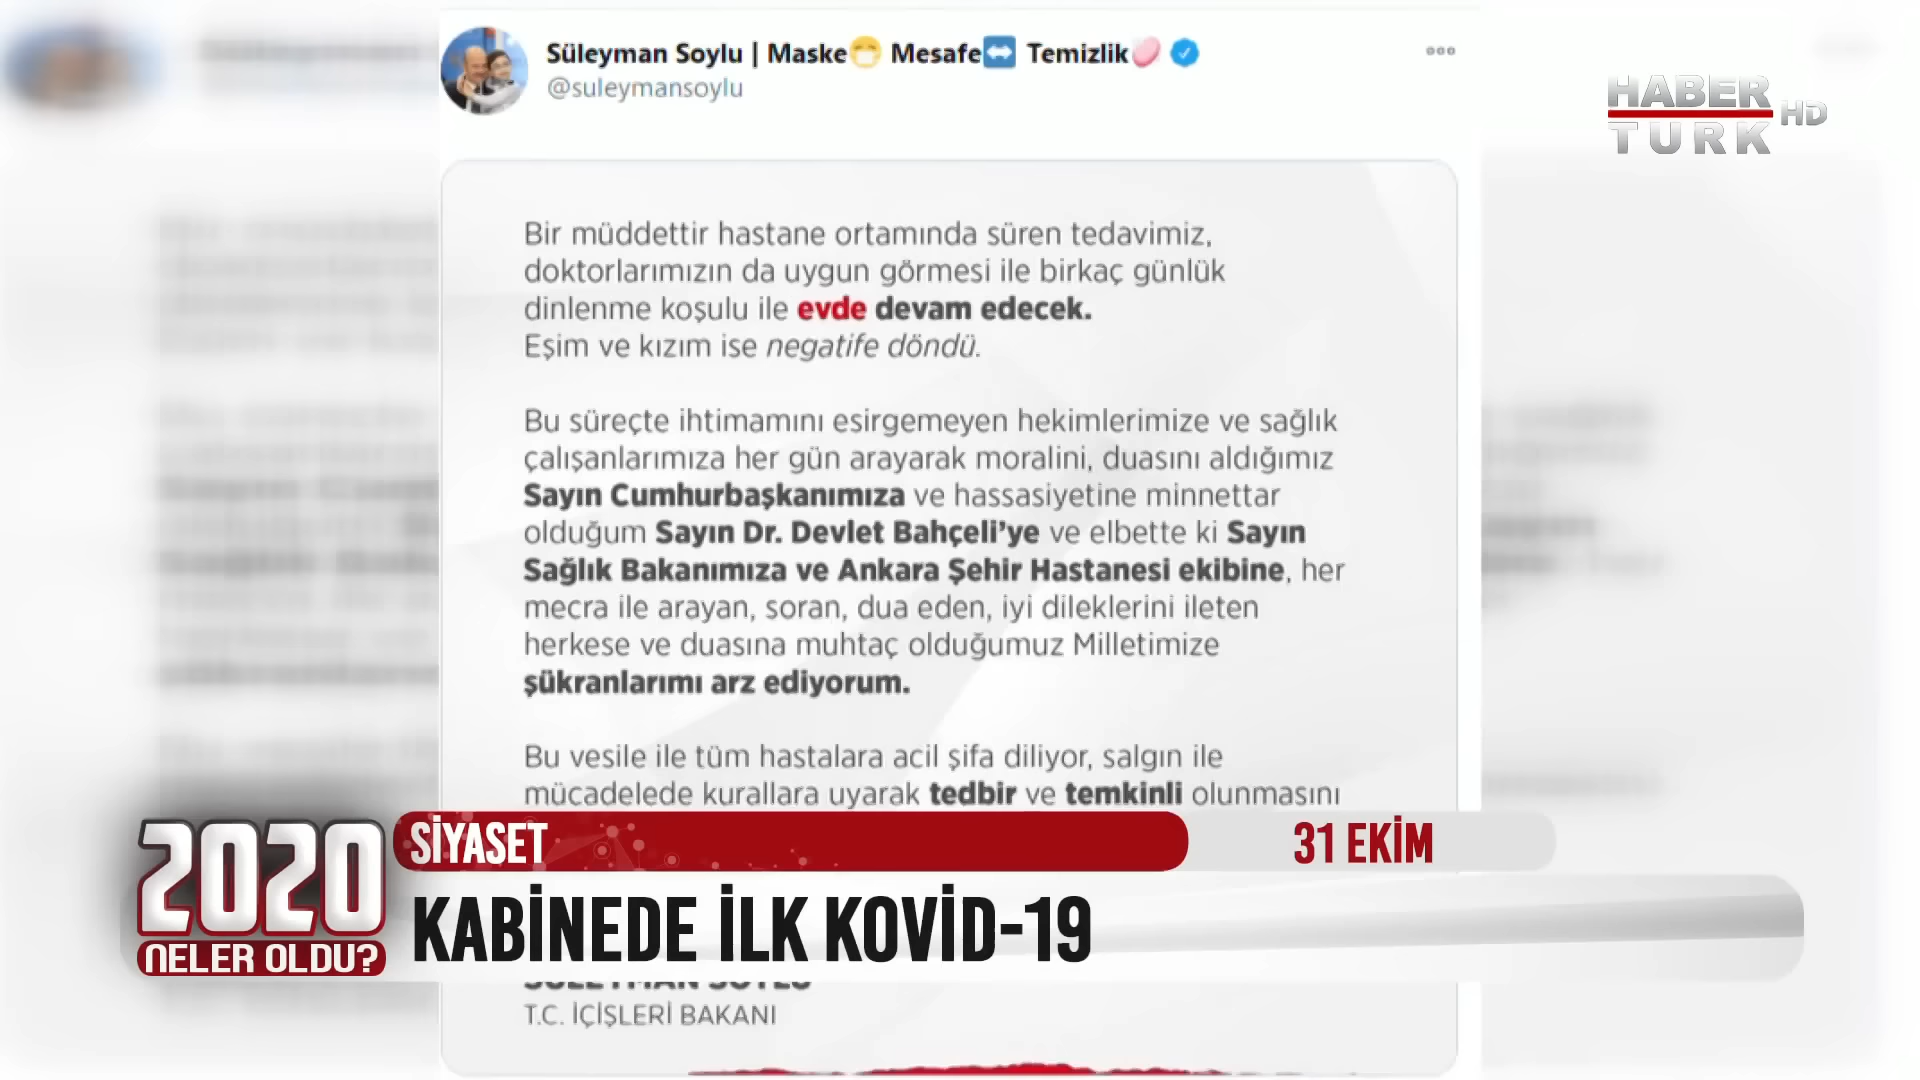 Süleyman Soylu | Maske😷 Mesafe↔️ Temizlik🧼
@suleymansoylu
HABER
TURK HD
Bir müddettir hastane ortamında süren tedavimiz,
doktorlarımızın da uygun görmesi ile birkaç günlük
dinlenme koşulu ile evde devam edecek.
Eşim ve kızım ise negatife döndü.
Bu süreçte ihtimamını esirgemeyen hekimlerimize ve sağlık
çalışanlarımıza her gün arayarak moralini, duasını aldığımız
Sayın Cumhurbaşkanımıza ve hassasiyetine minnettar
olduğum Sayın Dr. Devlet Bahçeli’ye ve elbette ki Sayın
Sağlık Bakanımıza ve Ankara Şehir Hastanesi ekibine, her
mecra ile arayan, soran, dua eden, iyi dileklerini ileten
herkese ve duasına muhtaç olduğumuz Milletimize
şükranlarımı arz ediyorum.
Bu vesile ile tüm hastalara acil şifa diliyor, salgın ile
mücadelede kurallara uyarak tedbir ve temkinli olunmasını
SİYASET
31 EKİM
2020
NELER OLDU?
KABİNEDE İLK KOVİD-19
SÜLEYMAN SOYLU
T.C. İÇİŞLERİ BAKANI